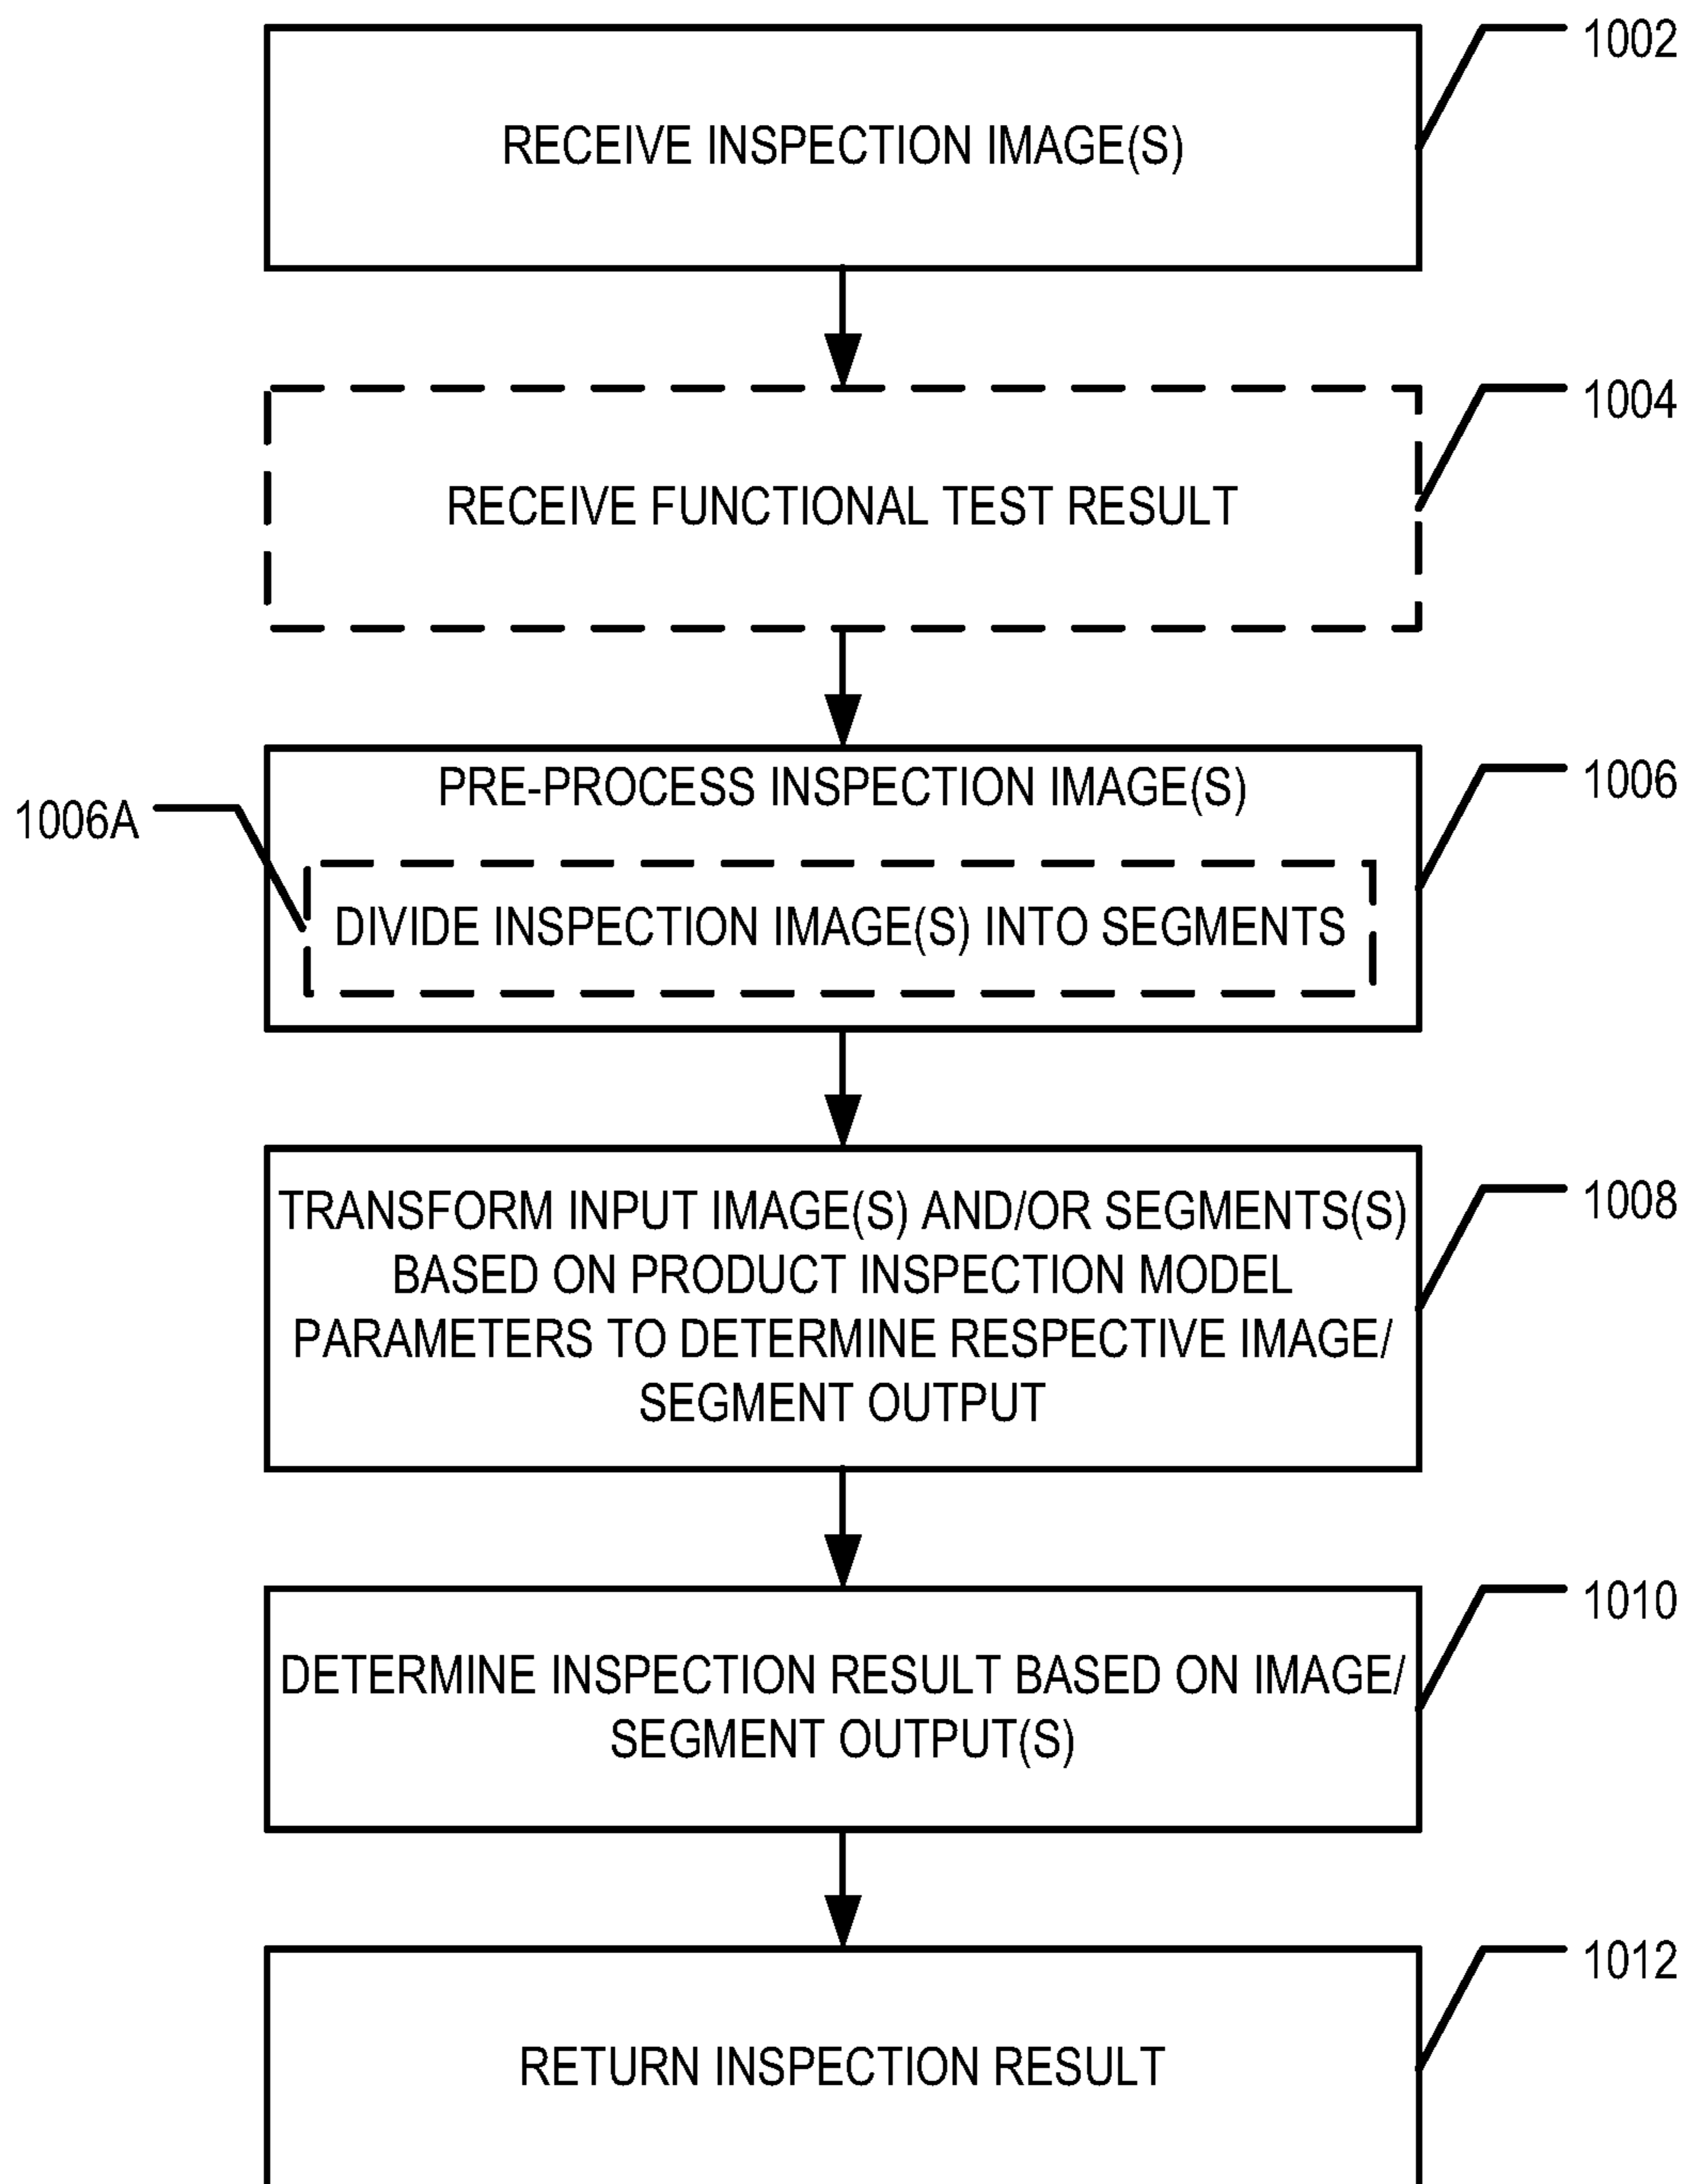 1002
RECEIVE INSPECTION IMAGE(S)
1004
RECEIVE FUNCTIONAL TEST RESULT
1006
PRE-PROCESS INSPECTION IMAGE(S)
1006A
DIVIDE INSPECTION IMAGE(S) INTO SEGMENTS
1008
TRANSFORM INPUT IMAGE(S) AND/OR SEGMENTS(S)
BASED ON PRODUCT INSPECTION MODEL
PARAMETERS TO DETERMINE RESPECTIVE IMAGE/
SEGMENT OUTPUT
1010
DETERMINE INSPECTION RESULT BASED ON IMAGE/
SEGMENT OUTPUT(S)
1012
RETURN INSPECTION RESULT